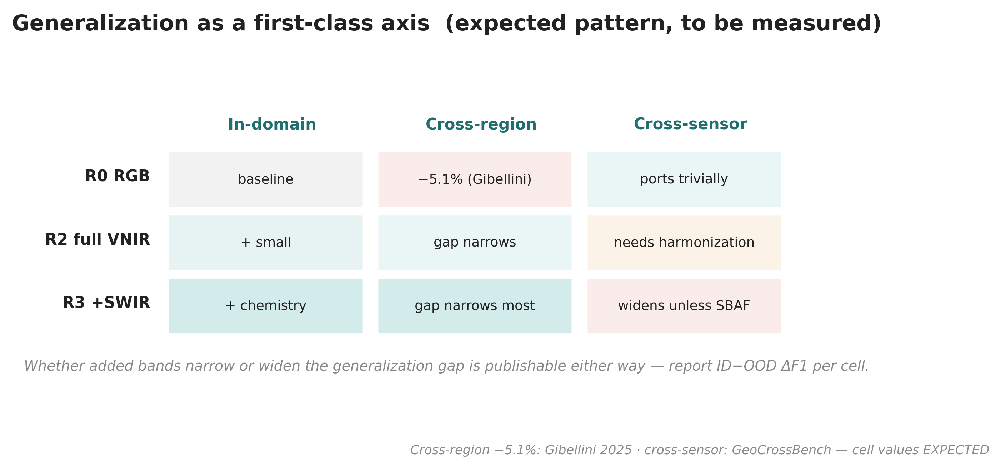 Generalization as a first-class axis (expected pattern, to be measured)
In-domain Cross-region Cross-sensor
R0 RGB baseline −5.1% (Gibellini) ports trivially
R2 full VNIR + small gap narrows needs harmonization
R3 +SWIR + chemistry gap narrows most widens unless SBAF
Whether added bands narrow or widen the generalization gap is publishable either way — report ID−OOD ΔF1 per cell.
Cross-region −5.1%: Gibellini 2025 · cross-sensor: GeoCrossBench — cell values EXPECTED